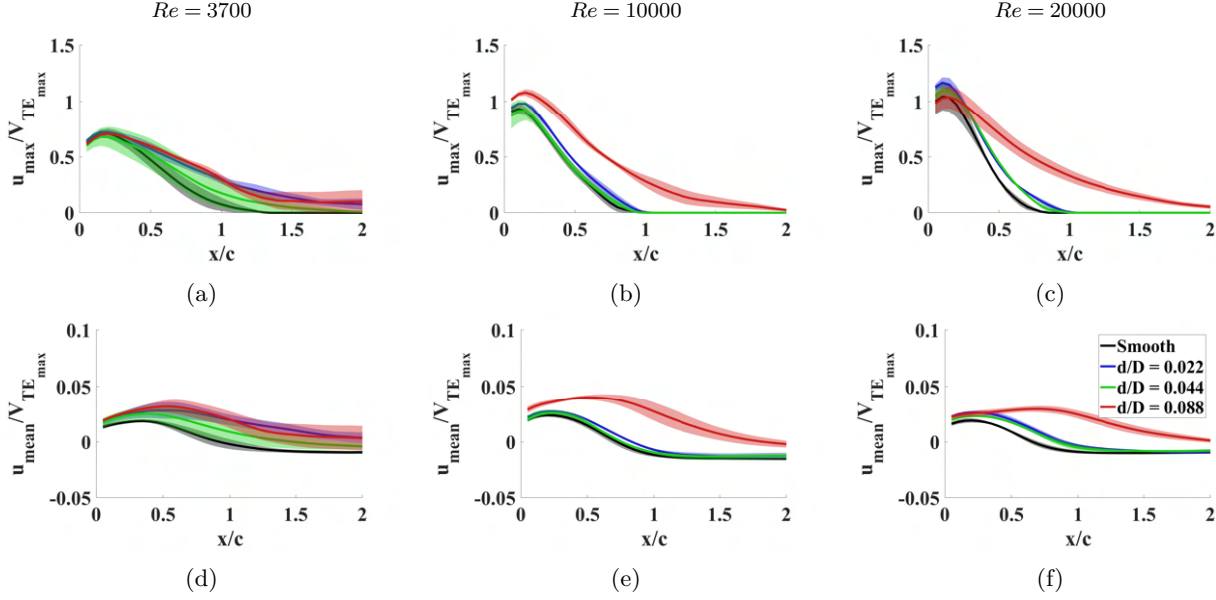 Re = 3700
Re = 10000
Re = 20000
1.5
1
0.5
0
u_max/V_TE_max
0 0.5 1 1.5 2
x/c
(a)
1.5
1
0.5
0
u_max/V_TE_max
0 0.5 1 1.5 2
x/c
(b)
1.5
1
0.5
0
u_max/V_TE_max
0 0.5 1 1.5 2
x/c
(c)
0.1
0.05
0
-0.05
u_mean/V_TE_max
0 0.5 1 1.5 2
x/c
(d)
0.1
0.05
0
-0.05
u_mean/V_TE_max
0 0.5 1 1.5 2
x/c
(e)
0.1
0.05
0
-0.05
u_mean/V_TE_max
0 0.5 1 1.5 2
x/c
Smooth
d/D = 0.022
d/D = 0.044
d/D = 0.088
(f)